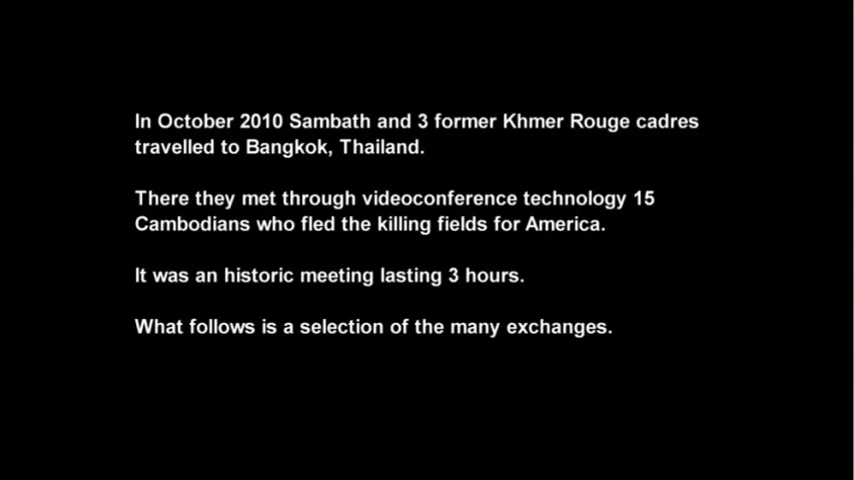 In October 2010 Sambath and 3 former Khmer Rouge cadres
travelled to Bangkok, Thailand.
There they met through videoconference technology 15
Cambodians who fled the killing fields for America.
It was an historic meeting lasting 3 hours.
What follows is a selection of the many exchanges.